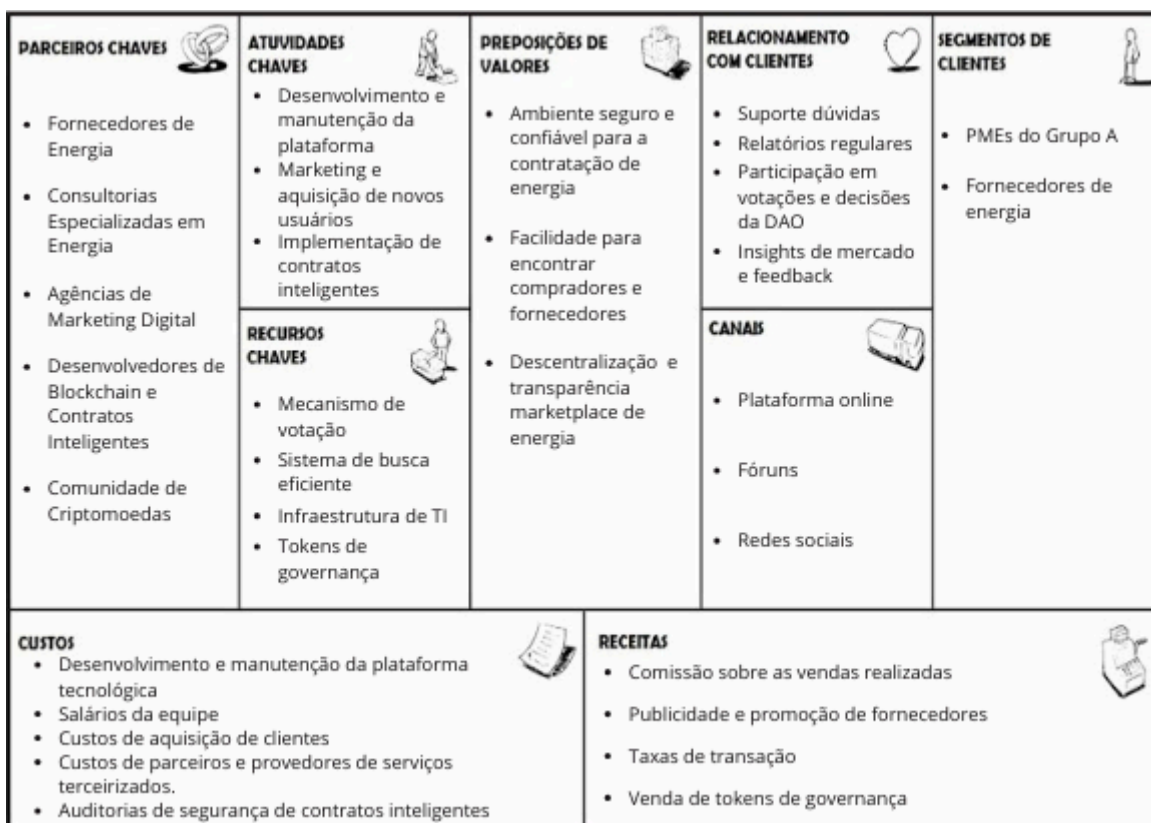 PARCEIROS CHAVES
• Fornecedores de
Energia
• Consultorias
Especializadas em
Energia
• Agências de
Marketing Digital
• Desenvolvedores de
Blockchain e
Contratos
Inteligentes
• Comunidade de
Criptomoedas
ATUVIDADES
CHAVES
• Desenvolvimento e
manutenção da
plataforma
• Marketing e
aquisição de novos
usuários
• Implementação de
contratos
inteligentes
RECURSOS
CHAVES
• Mecanismo de
votação
• Sistema de busca
eficiente
• Infraestrutura de TI
• Tokens de
governança
PREPOSIÇÕES DE
VALORES
• Ambiente seguro e
confiável para a
contratação de
energia
• Facilidade para
encontrar
compradores e
fornecedores
• Descentralização e
transparência
marketplace de
energia
RELACIONAMENTO
COM CLIENTES
• Suporte dúvidas
• Relatórios regulares
• Participação em
votações e decisões
da DAO
• Insights de mercado
e feedback
CANAIS
• Plataforma online
• Fóruns
• Redes sociais
SEGMENTOS DE
CLIENTES
• PMEs do Grupo A
• Fornecedores de
energia
CUSTOS
• Desenvolvimento e manutenção da plataforma
tecnológica
• Salários da equipe
• Custos de aquisição de clientes
• Custos de parceiros e provedores de serviços
terceirizados.
• Auditorias de segurança de contratos inteligentes
RECEITAS
• Comissão sobre as vendas realizadas
• Publicidade e promoção de fornecedores
• Taxas de transação
• Venda de tokens de governança